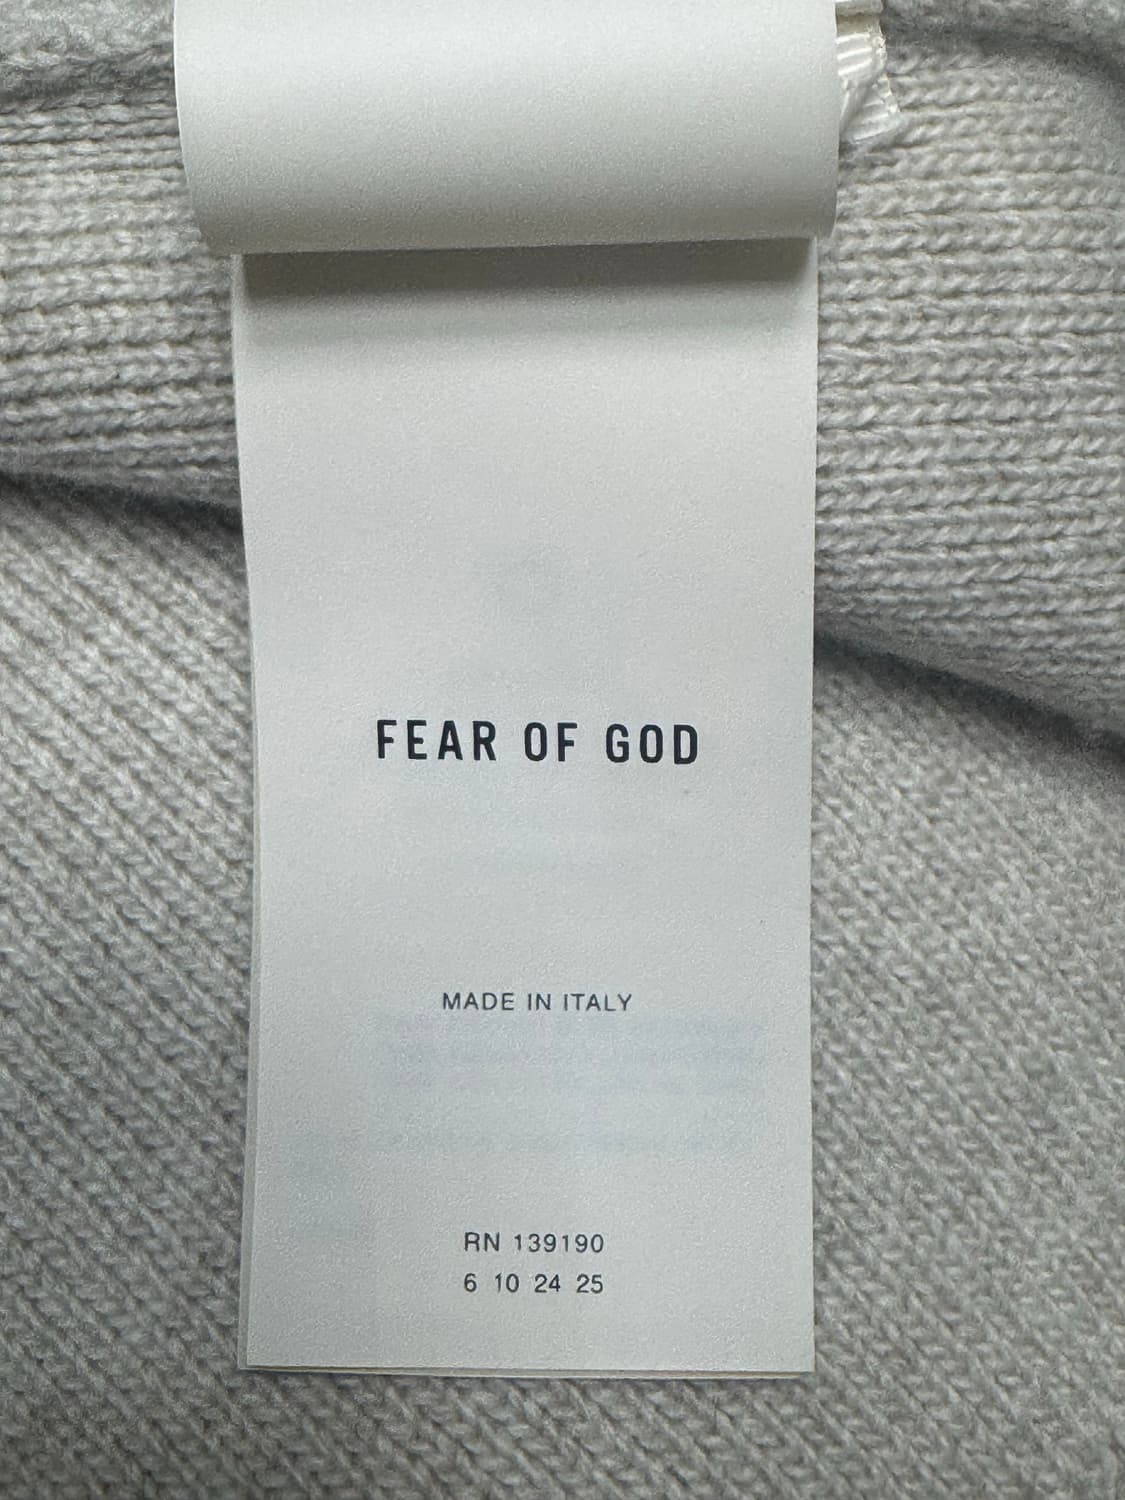 FEAR OF GOD
MADE IN ITALY
RN 139190
6 10 24 25